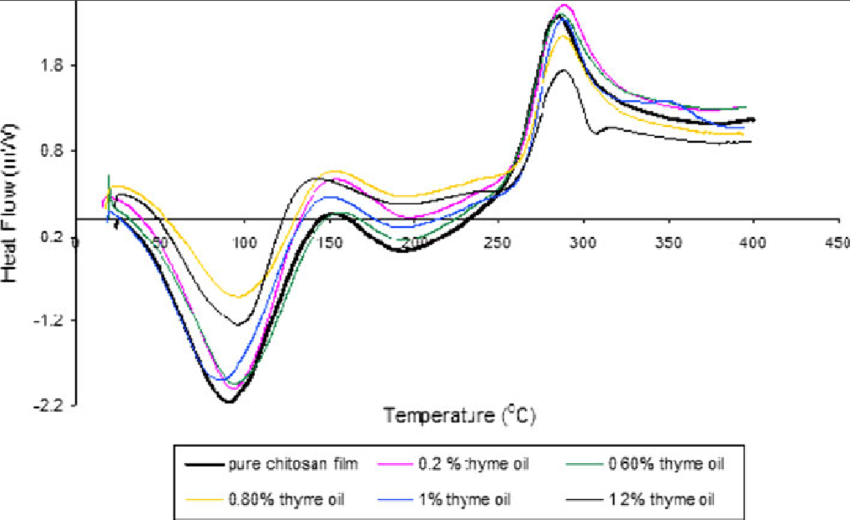 Heat Flow (mW)
1.8
0.8
0.2
-1.2
-2.2
0 50 100 150 200 250 300 350 400 450
Temperature (°C)
pure chitosan film 0.2 % thyme oil 0.60% thyme oil
0.80% thyme oil 1% thyme oil 1.2% thyme oil